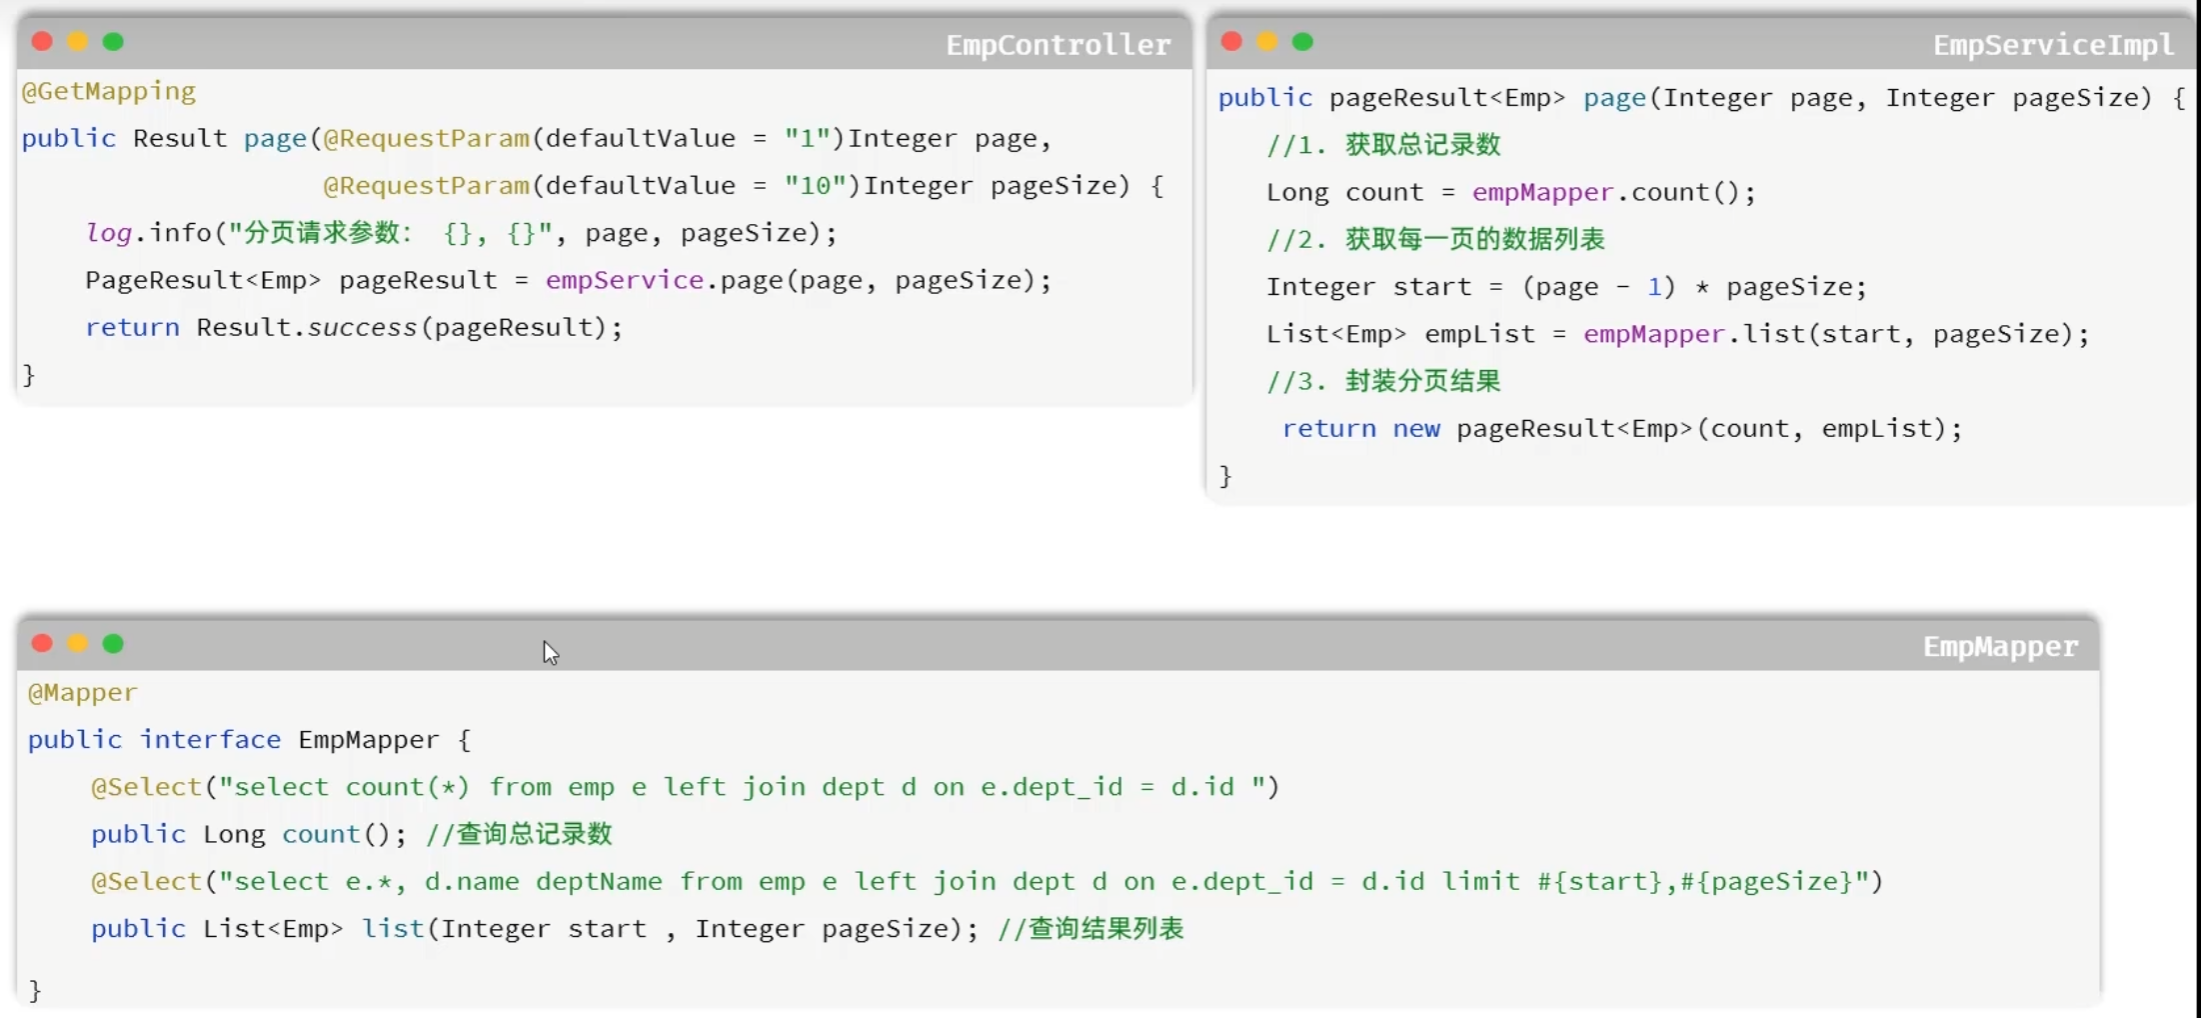 EmpController
@GetMapping
public Result page(@RequestParam(defaultValue = "1")Integer page,
@RequestParam(defaultValue = "10")Integer pageSize) {
log.info("分页请求参数： {}, {}", page, pageSize);
PageResult<Emp> pageResult = empService.page(page, pageSize);
return Result.success(pageResult);
}
EmpServiceImpl
public pageResult<Emp> page(Integer page, Integer pageSize) {
//1. 获取总记录数
Long count = empMapper.count();
//2. 获取每一页的数据列表
Integer start = (page - 1) * pageSize;
List<Emp> empList = empMapper.list(start, pageSize);
//3. 封装分页结果
return new pageResult<Emp>(count, empList);
}
EmpMapper
@Mapper
public interface EmpMapper {
@Select("select count(*) from emp e left join dept d on e.dept_id = d.id ")
public Long count(); //查询总记录数
@Select("select e.*, d.name deptName from emp e left join dept d on e.dept_id = d.id limit #{start},#{pageSize}")
public List<Emp> list(Integer start , Integer pageSize); //查询结果列表
}